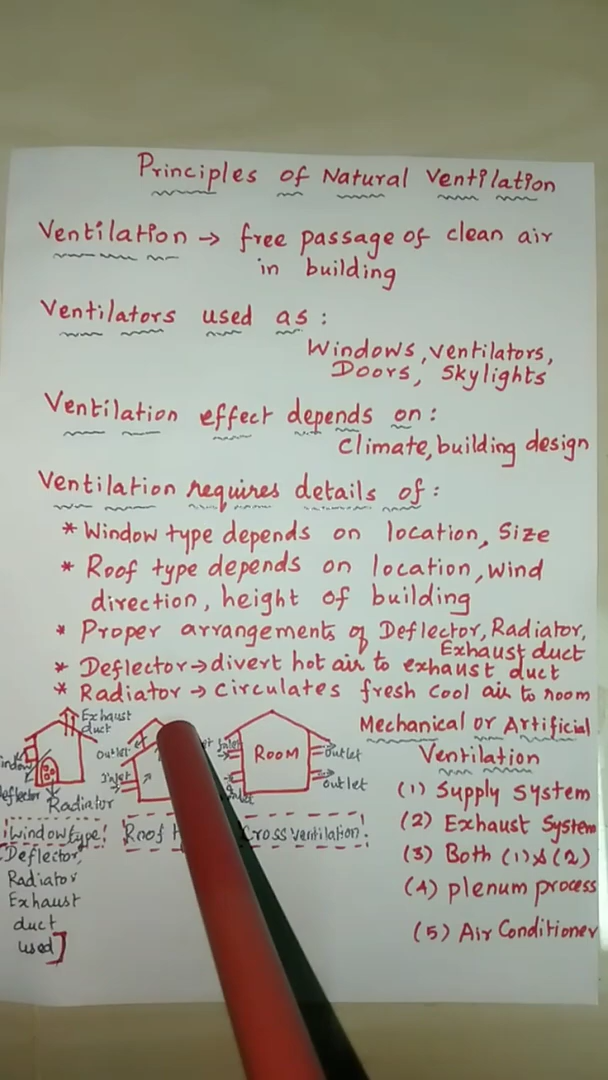 Principles of Natural Ventilation
Ventilation → free passage of clean air
in building
Ventilators used as :
Windows, ventilators,
Doors, Skylights
Ventilation effect depends on :
Climate, building design
Ventilation requires details of :
* Window type depends on location, Size
* Roof type depends on location, wind
direction, height of building
* Proper arrangements of Deflector, Radiator,
Exhaust duct
* Deflector → divert hot air to exhaust duct
* Radiator → Circulates fresh cool air to room
Exhaust
duct
Radiator
Window type
Deflector,
Radiator
Exhaust
duct
used
Outlet
Inlet
Roof
Inlet
ROOM
outlet
outlet
Cross ventilation.
Mechanical or Artificial
Ventilation
(1) Supply System
(2) Exhaust System
(3) Both (1) & (2)
(4) Plenum process
(5) Air Conditioner